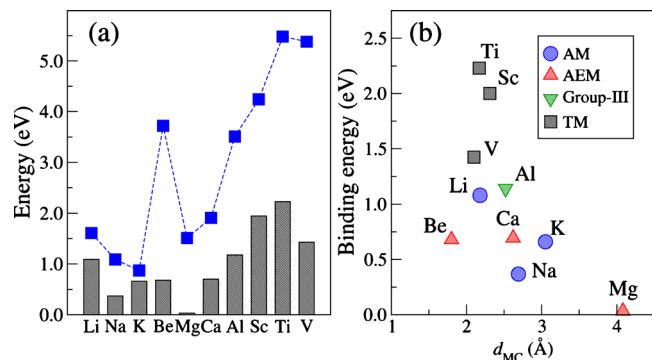 (a)
Energy (eV)
5.0
4.0
3.0
2.0
1.0
0.0
Li Na K Be Mg Ca Al Sc Ti V
(b)
Binding energy (eV)
2.5
2.0
1.5
1.0
0.5
0.0
Ti
Sc
V
Li
Al
Be
Ca
K
Na
Mg
AM
AEM
Group-III
TM
1 2 3 4
d_MC (Å)